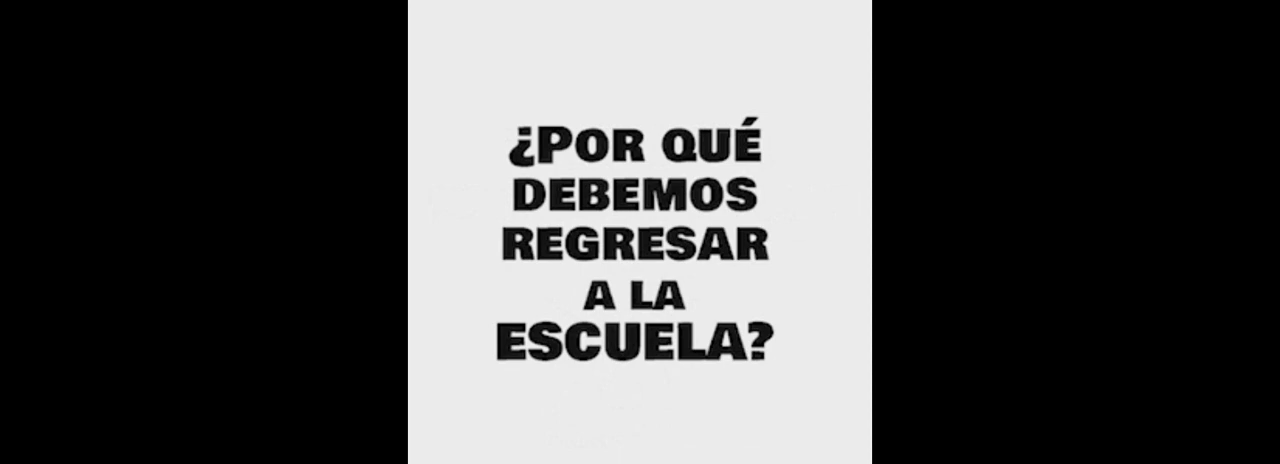 ¿POR QUÉ
DEBEMOS
REGRESAR
A LA
ESCUELA?